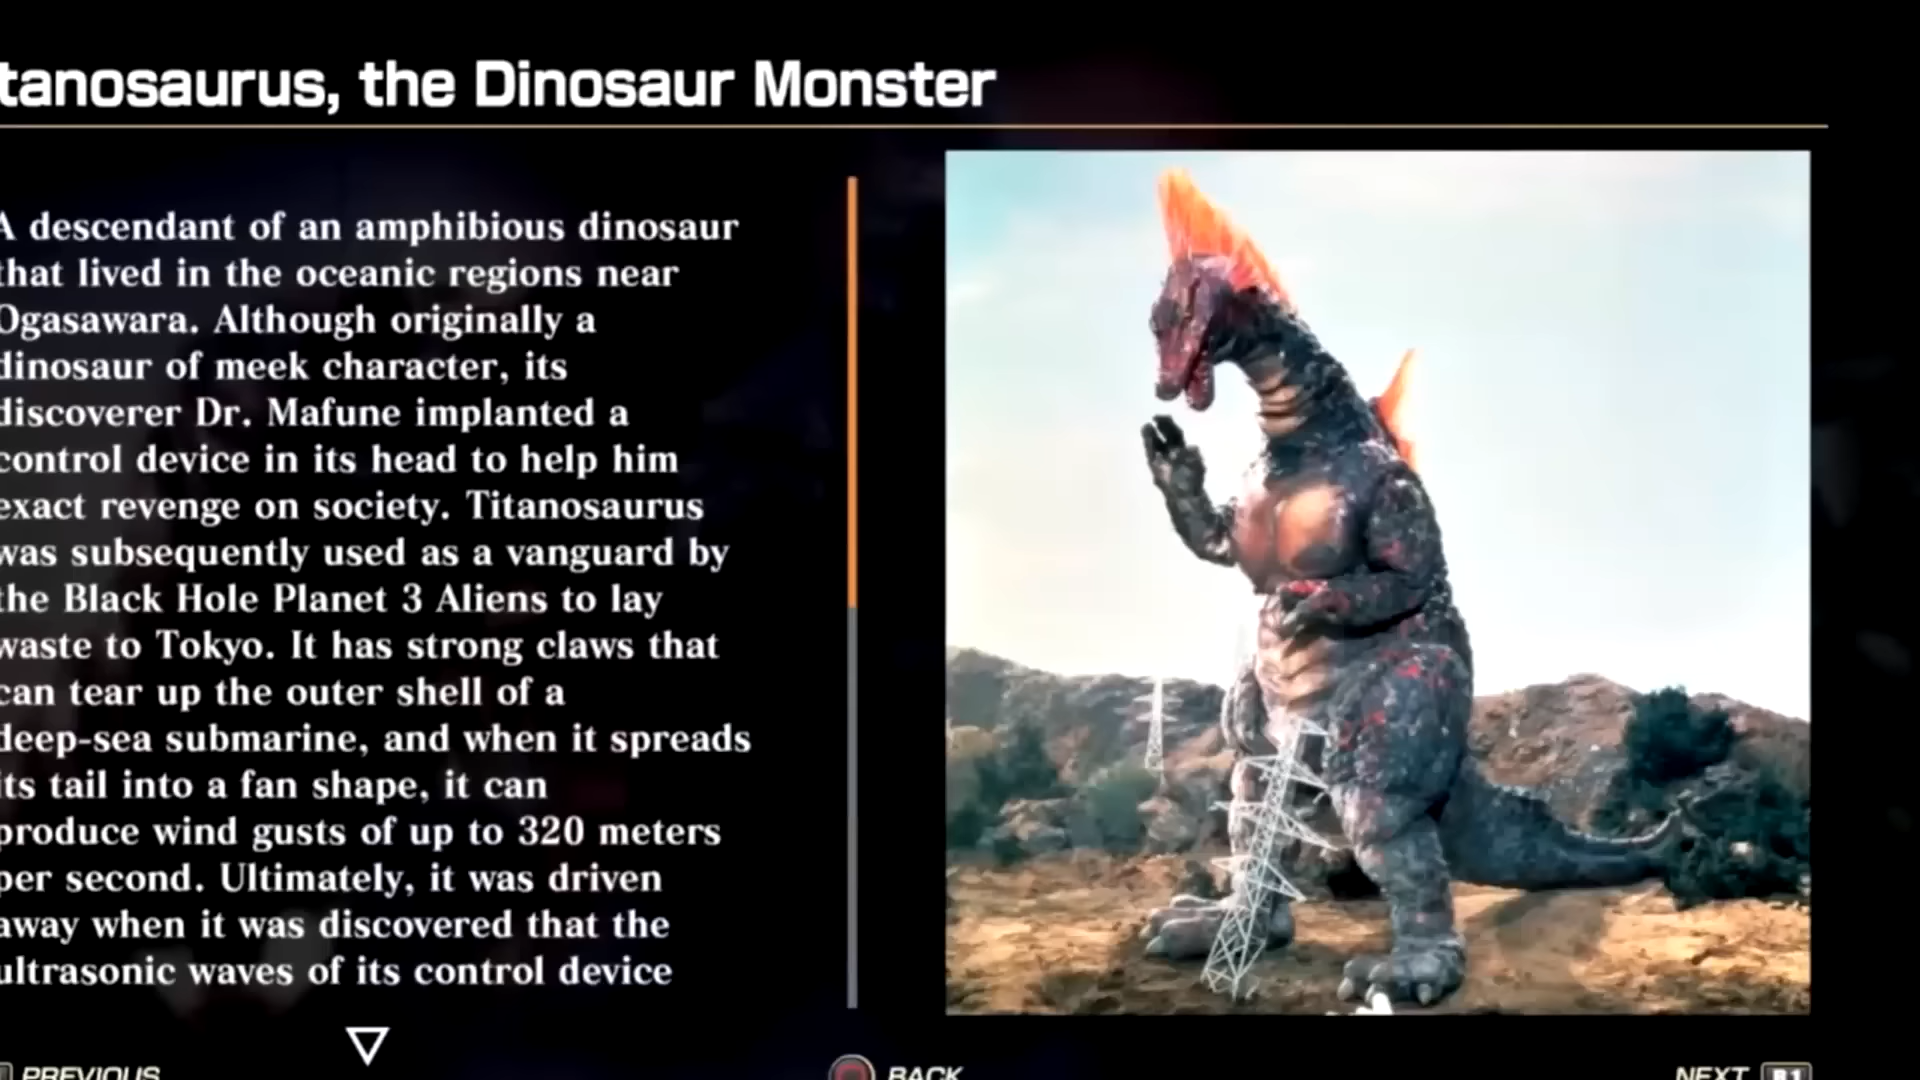 tanosaurus, the Dinosaur Monster
A descendant of an amphibious dinosaur
that lived in the oceanic regions near
Ogasawara. Although originally a
dinosaur of meek character, its
discoverer Dr. Mafune implanted a
control device in its head to help him
exact revenge on society. Titanosaurus
was subsequently used as a vanguard by
the Black Hole Planet 3 Aliens to lay
waste to Tokyo. It has strong claws that
can tear up the outer shell of a
deep-sea submarine, and when it spreads
its tail into a fan shape, it can
produce wind gusts of up to 320 meters
per second. Ultimately, it was driven
away when it was discovered that the
ultrasonic waves of its control device
PREVIOUS BACK NEXT R1